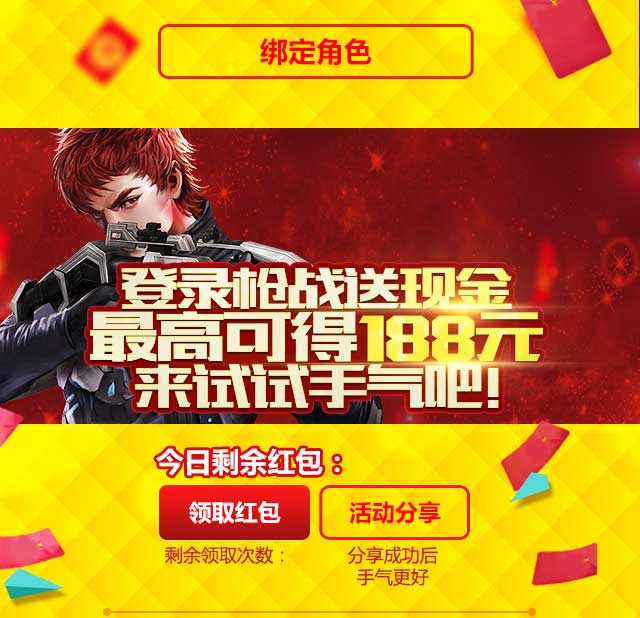 绑定角色
登录枪战送现金
最高可得188元
来试试手气吧!
今日剩余红包：
领取红包 活动分享
剩余领取次数： 分享成功后
手气更好